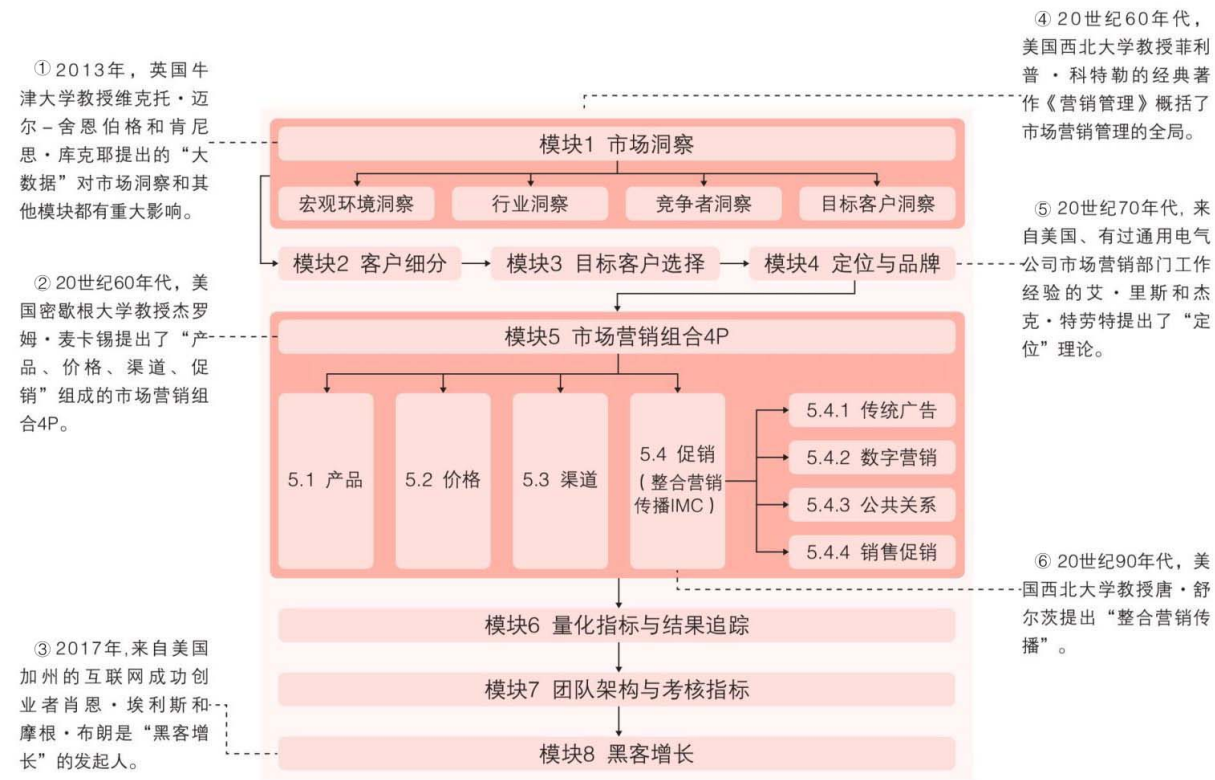 ① 2013年，英国牛
津大学教授维克托·迈
尔–舍恩伯格和肯尼
思·库克耶提出的“大
数据”对市场洞察和其
他模块都有重大影响。
② 20世纪60年代，美
国密歇根大学教授杰罗
姆·麦卡锡提出了“产
品、价格、渠道、促
销”组成的市场营销组
合4P。
③ 2017年,来自美国
加州的互联网成功创
业者肖恩·埃利斯和
摩根·布朗是“黑客增
长”的发起人。
模块1 市场洞察
宏观环境洞察
行业洞察
竞争者洞察
目标客户洞察
模块2 客户细分
模块3 目标客户选择
模块4 定位与品牌
模块5 市场营销组合4P
5.1 产品
5.2 价格
5.3 渠道
5.4 促销
（整合营销
传播IMC）
5.4.1 传统广告
5.4.2 数字营销
5.4.3 公共关系
5.4.4 销售促销
模块6 量化指标与结果追踪
模块7 团队架构与考核指标
模块8 黑客增长
④ 20世纪60年代，
美国西北大学教授菲利
普·科特勒的经典著
作《营销管理》概括了
市场营销管理的全局。
⑤ 20世纪70年代, 来
自美国、有过通用电气
公司市场营销部门工作
经验的艾·里斯和杰
克·特劳特提出了“定
位”理论。
⑥ 20世纪90年代，美
国西北大学教授唐·舒
尔茨提出“整合营销传
播”。